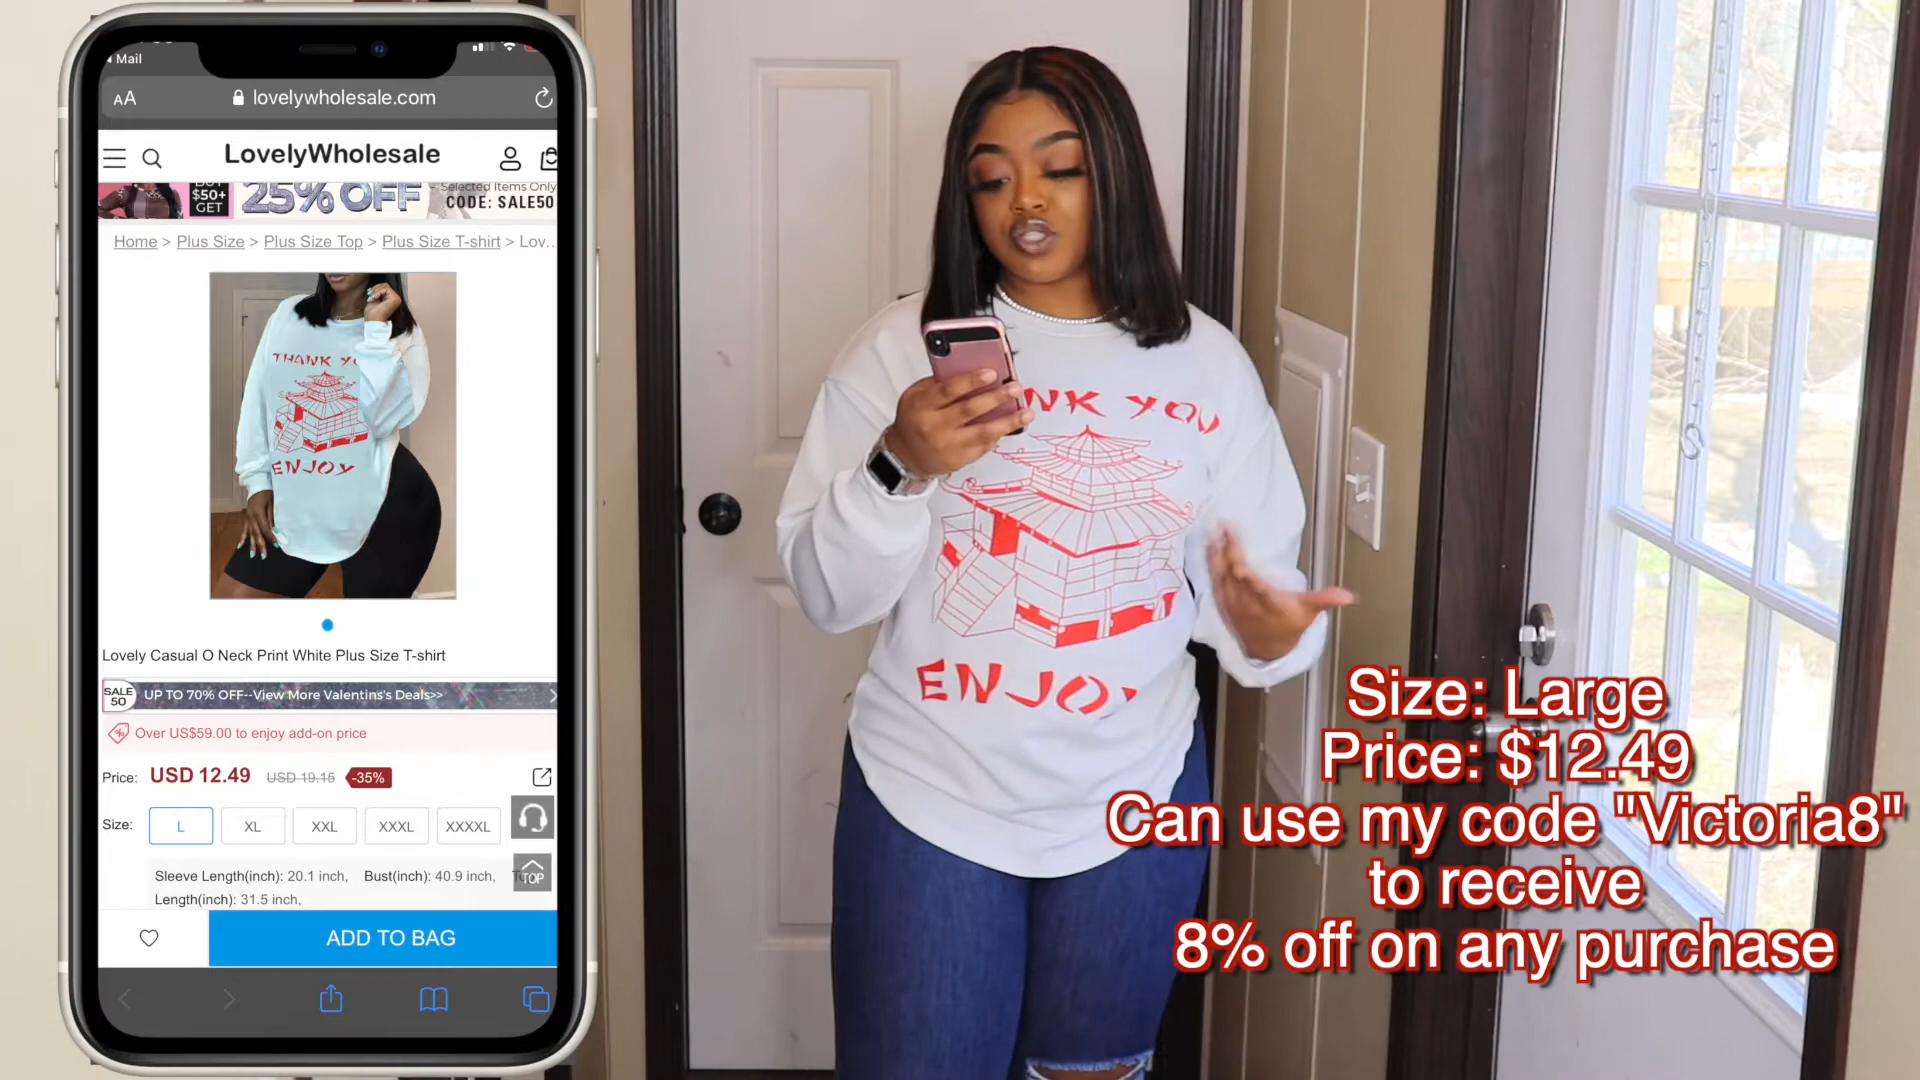 Mail
AA
lovelywholesale.com
LovelyWholesale
BUY
$50+
GET
25% OFF
Selected Items Only
CODE: SALE50
Home > Plus Size > Plus Size Top > Plus Size T-shirt > Lov...
THANK YO
ENJOY
Lovely Casual O Neck Print White Plus Size T-shirt
SALE
50
UP TO 70% OFF--View More Valentins's Deals>>
Over US$59.00 to enjoy add-on price
Price: USD 12.49 USD 19.15 -35%
Size: L XL XXL XXXL XXXXL
Sleeve Length(inch): 20.1 inch, Bust(inch): 40.9 inch,
Length(inch): 31.5 inch,
TOP
ADD TO BAG
NK YOU
ENJOY
Size: Large
Price: $12.49
Can use my code "Victoria8"
to receive
8% off on any purchase